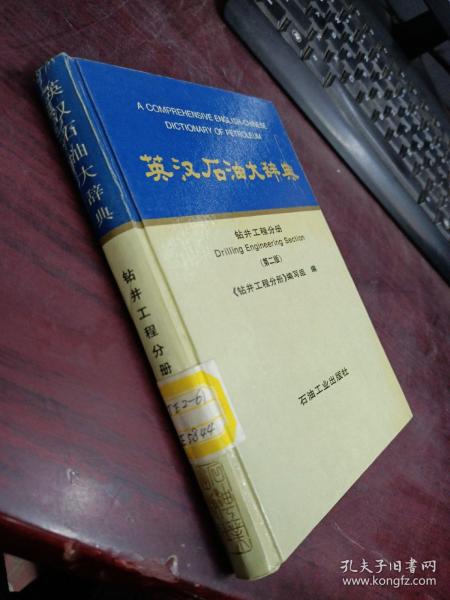 A COMPREHENSIVE ENGLISH-CHINESE
DICTIONARY OF PETROLEUM
英汉石油大辞典
钻井工程分册
Drilling Engineering Section
(第二版)
《钻井工程分册》编写组 编
石油工业出版社
英汉石油大辞典
钻井工程分册
孔夫子旧书网
www.kongfz.com